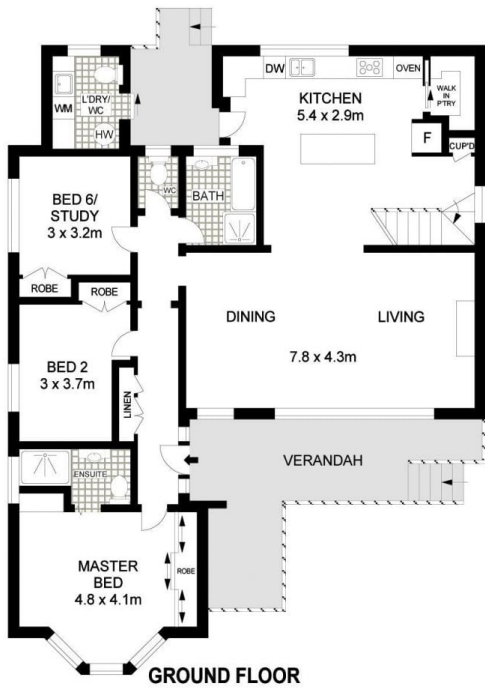 DW
OVEN
WALK
IN
P'TRY
KITCHEN
5.4 x 2.9m
WM
L'DRY/
WC
HW
F
CUP'D
BED 6/
STUDY
3 x 3.2m
WC
BATH
ROBE
ROBE
DINING
LIVING
7.8 x 4.3m
BED 2
3 x 3.7m
LINEN
VERANDAH
ENSUITE
MASTER
BED
4.8 x 4.1m
ROBE
GROUND FLOOR